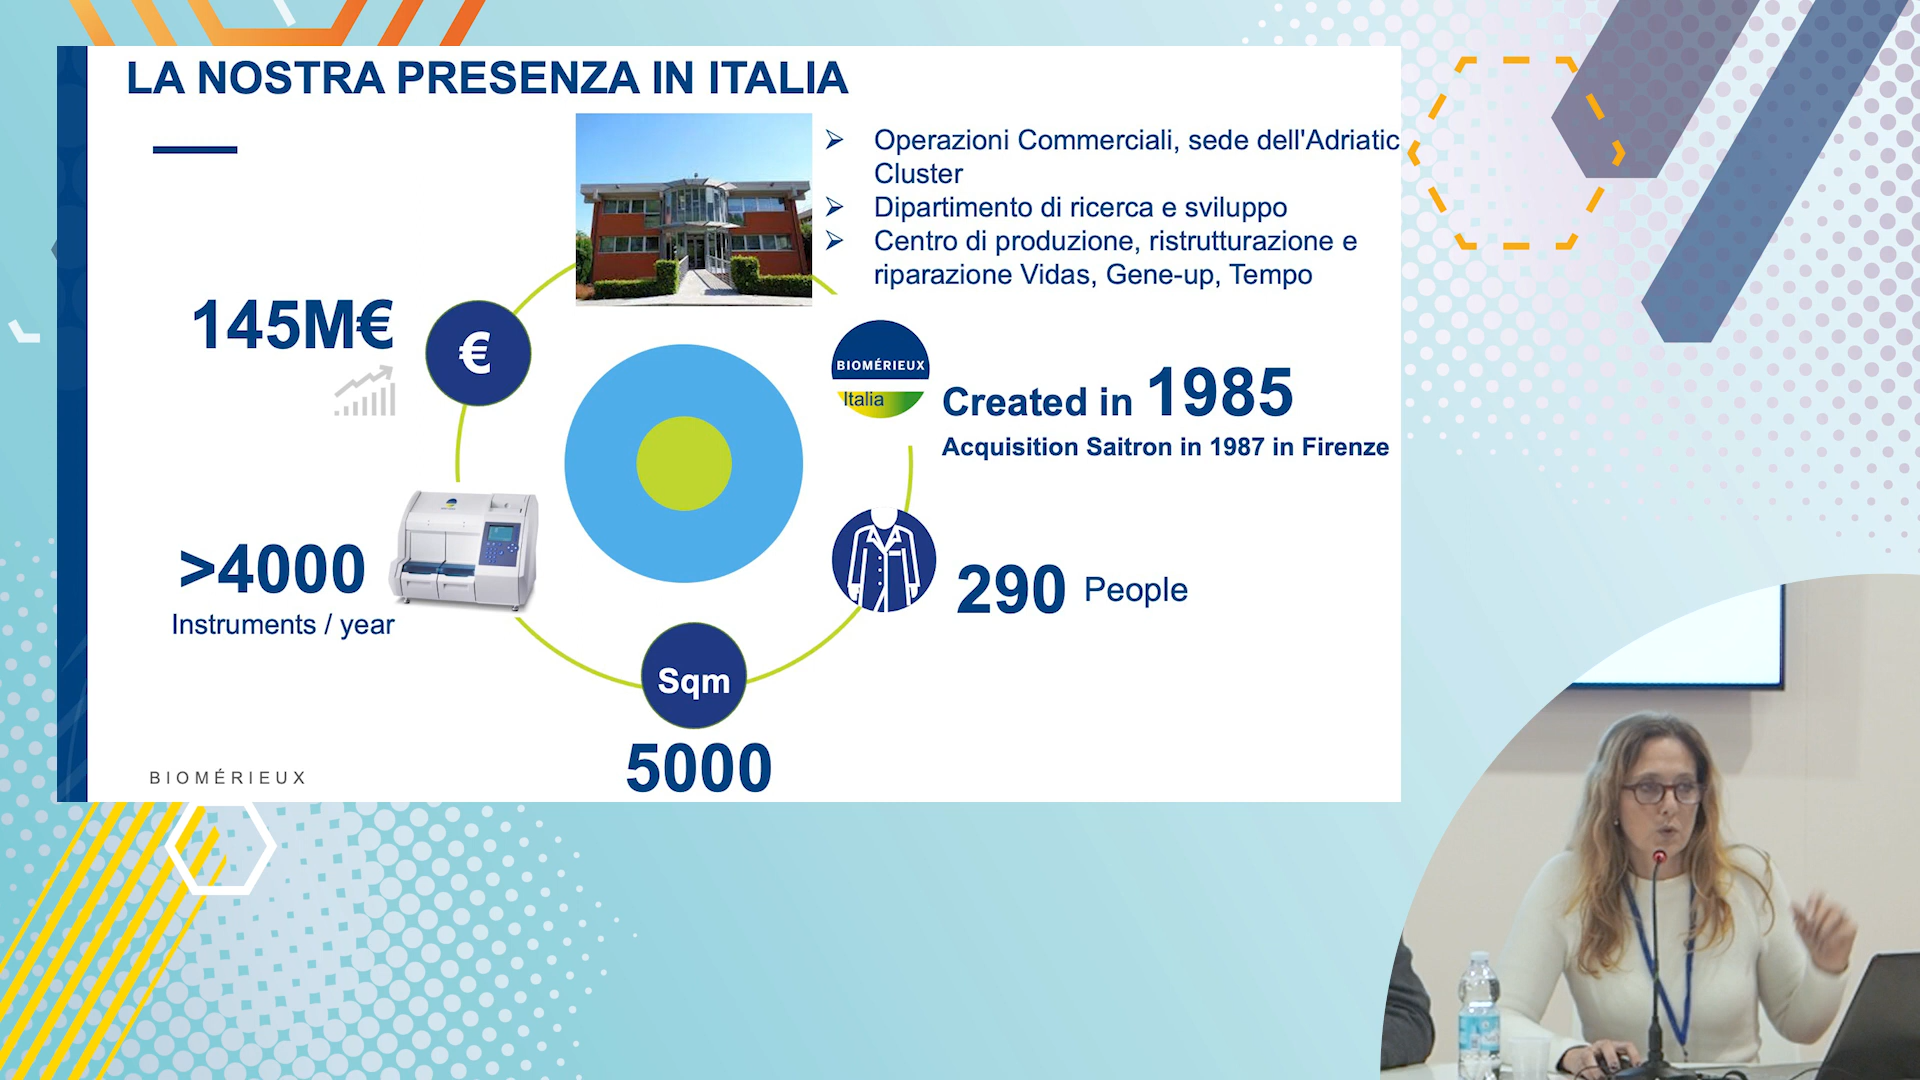 LA NOSTRA PRESENZA IN ITALIA
Operazioni Commerciali, sede dell'Adriatic
Cluster
Dipartimento di ricerca e sviluppo
Centro di produzione, ristrutturazione e
riparazione Vidas, Gene-up, Tempo
145M€
€
BIOMÉRIEUX
Italia
Created in 1985
Acquisition Saitron in 1987 in Firenze
>4000
Instruments / year
290 People
Sqm
5000
BIOMÉRIEUX